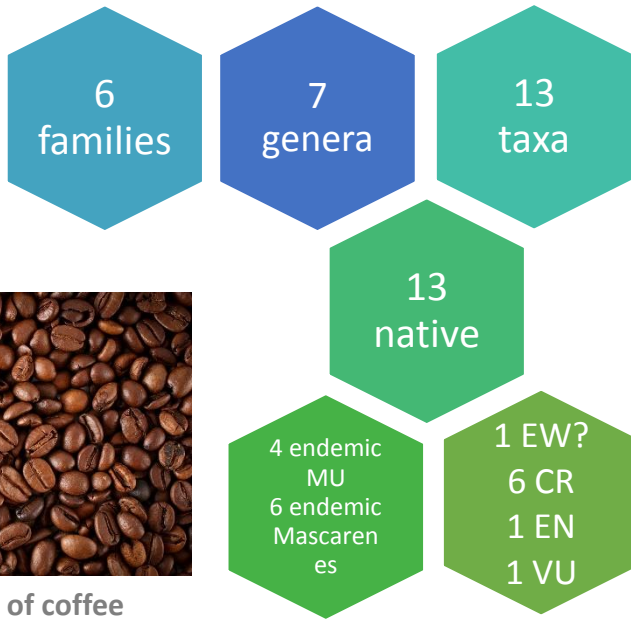 6
families
7
genera
13
taxa
13
native
4 endemic
MU
6 endemic
Mascaren
es
1 EW?
6 CR
1 EN
1 VU
of coffee